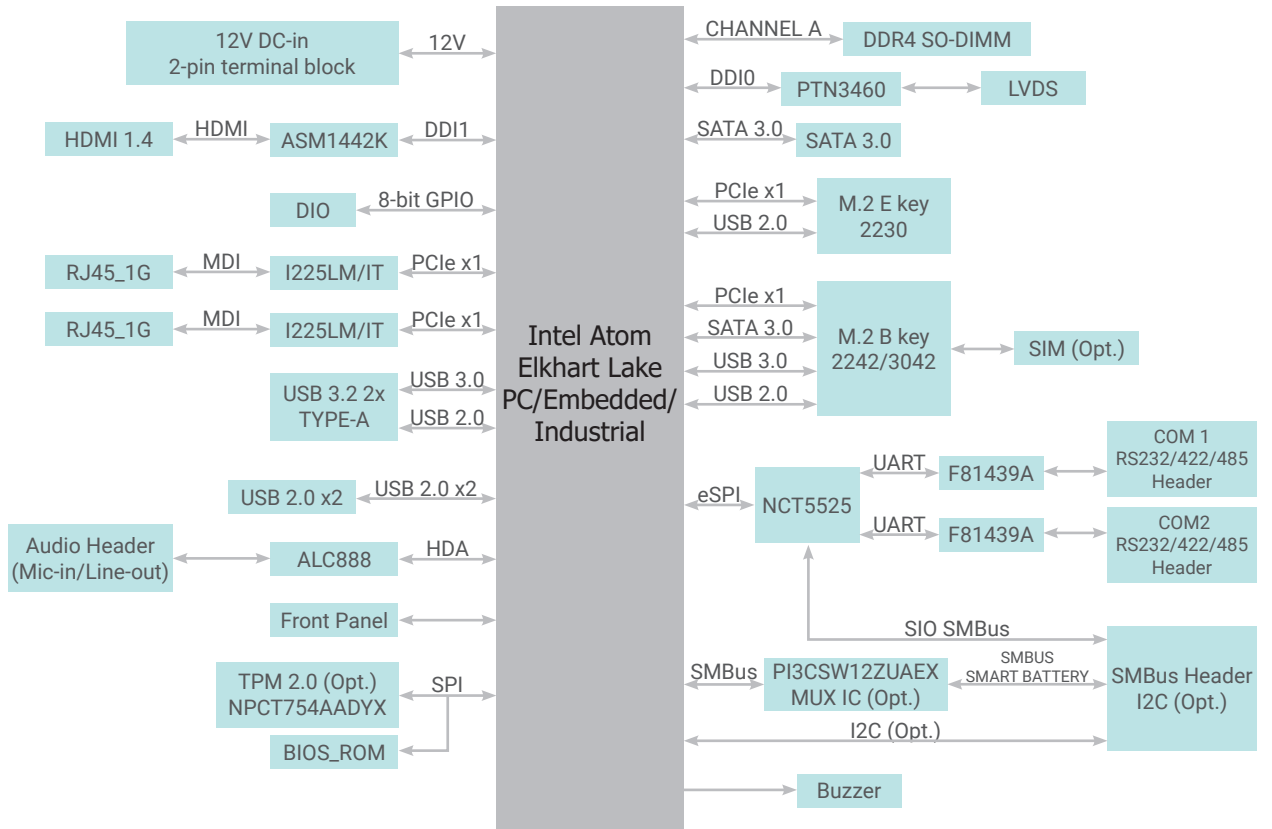 12V DC-in
2-pin terminal block
12V
HDMI 1.4
HDMI
ASM1442K
DDI1
DIO
8-bit GPIO
RJ45_1G
MDI
I225LM/IT
PCIe x1
RJ45_1G
MDI
I225LM/IT
PCIe x1
USB 3.2 2x
TYPE-A
USB 3.0
USB 2.0
USB 2.0 x2
USB 2.0 x2
Audio Header
(Mic-in/Line-out)
ALC888
HDA
Front Panel
TPM 2.0 (Opt.)
NPCT754AADYX
SPI
BIOS_ROM
Intel Atom
Elkhart Lake
PC/Embedded/
Industrial
CHANNEL A
DDR4 SO-DIMM
DDI0
PTN3460
LVDS
SATA 3.0
SATA 3.0
PCIe x1
USB 2.0
M.2 E key
2230
PCIe x1
SATA 3.0
USB 3.0
USB 2.0
M.2 B key
2242/3042
SIM (Opt.)
eSPI
NCT5525
UART
F81439A
COM 1
RS232/422/485
Header
UART
F81439A
COM2
RS232/422/485
Header
SIO SMBus
SMBus
PI3CSW12ZUAEX
MUX IC (Opt.)
SMBUS
SMART BATTERY
SMBus Header
I2C (Opt.)
I2C (Opt.)
Buzzer